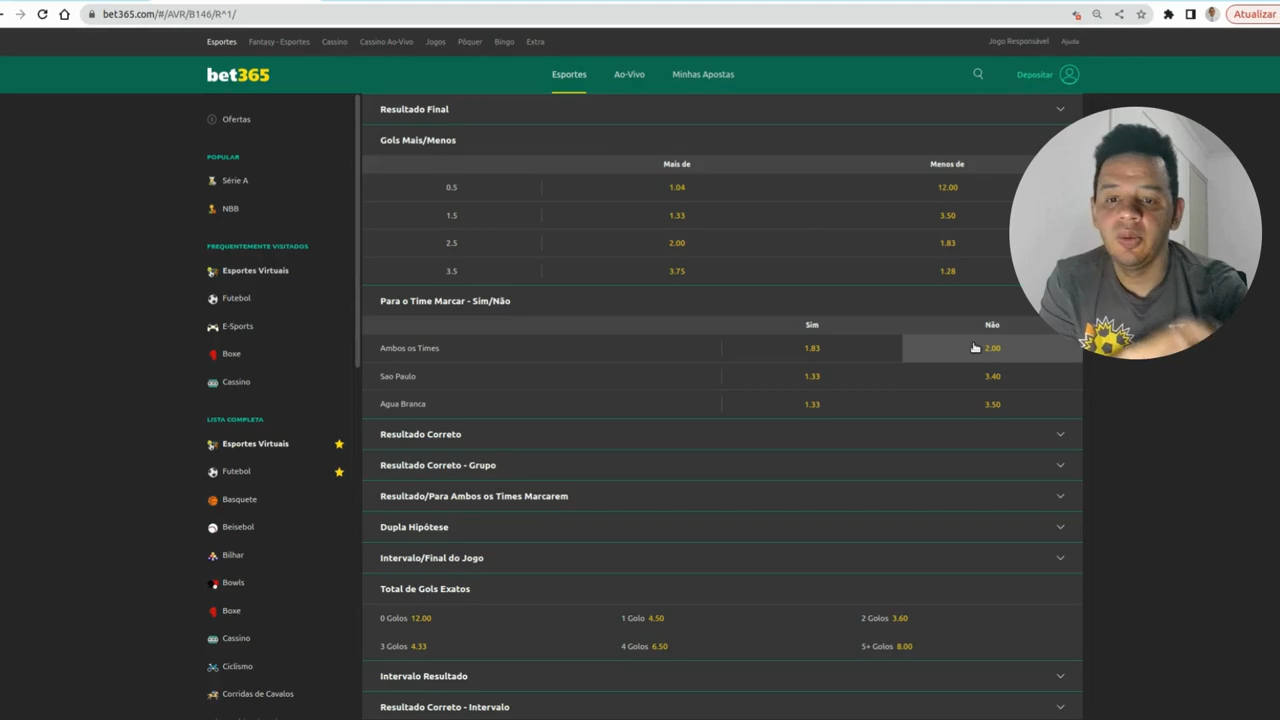 bet365.com/#/AVR/B146/R^1/
Atualizar
Esportes Fantasy - Esportes Cassino Cassino Ao-Vivo Jogos Pôquer Bingo Extra
Jogo Responsável Ajuda
bet365
Esportes Ao-Vivo Minhas Apostas
Depositar
Ofertas
POPULAR
Série A
NBB
FREQUENTEMENTE VISITADOS
Esportes Virtuais
Futebol
E-Sports
Boxe
Cassino
LISTA COMPLETA
Esportes Virtuais
Futebol
Basquete
Beisebol
Bilhar
Bowls
Boxe
Cassino
Ciclismo
Corridas de Cavalos
Resultado Final
Gols Mais/Menos
Mais de Menos de
0.5 1.04 12.00
1.5 1.33 3.50
2.5 2.00 1.83
3.5 3.75 1.28
Para o Time Marcar - Sim/Não
Sim Não
Ambos os Times 1.83 2.00
Sao Paulo 1.33 3.40
Agua Branca 1.33 3.50
Resultado Correto
Resultado Correto - Grupo
Resultado/Para Ambos os Times Marcarem
Dupla Hipótese
Intervalo/Final do Jogo
Total de Gols Exatos
0 Golos 12.00 1 Golo 4.50 2 Golos 3.60
3 Golos 4.33 4 Golos 6.50 5+ Golos 8.00
Intervalo Resultado
Resultado Correto - Intervalo